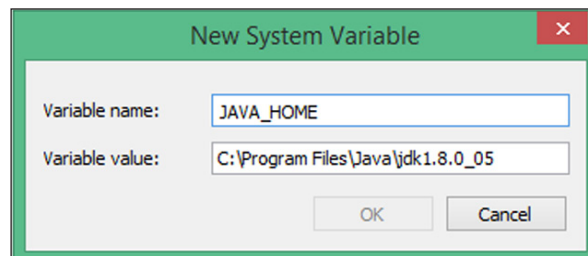 New System Variable
Variable name: JAVA_HOME
Variable value: C:\Program Files\Java\jdk1.8.0_05
OK Cancel